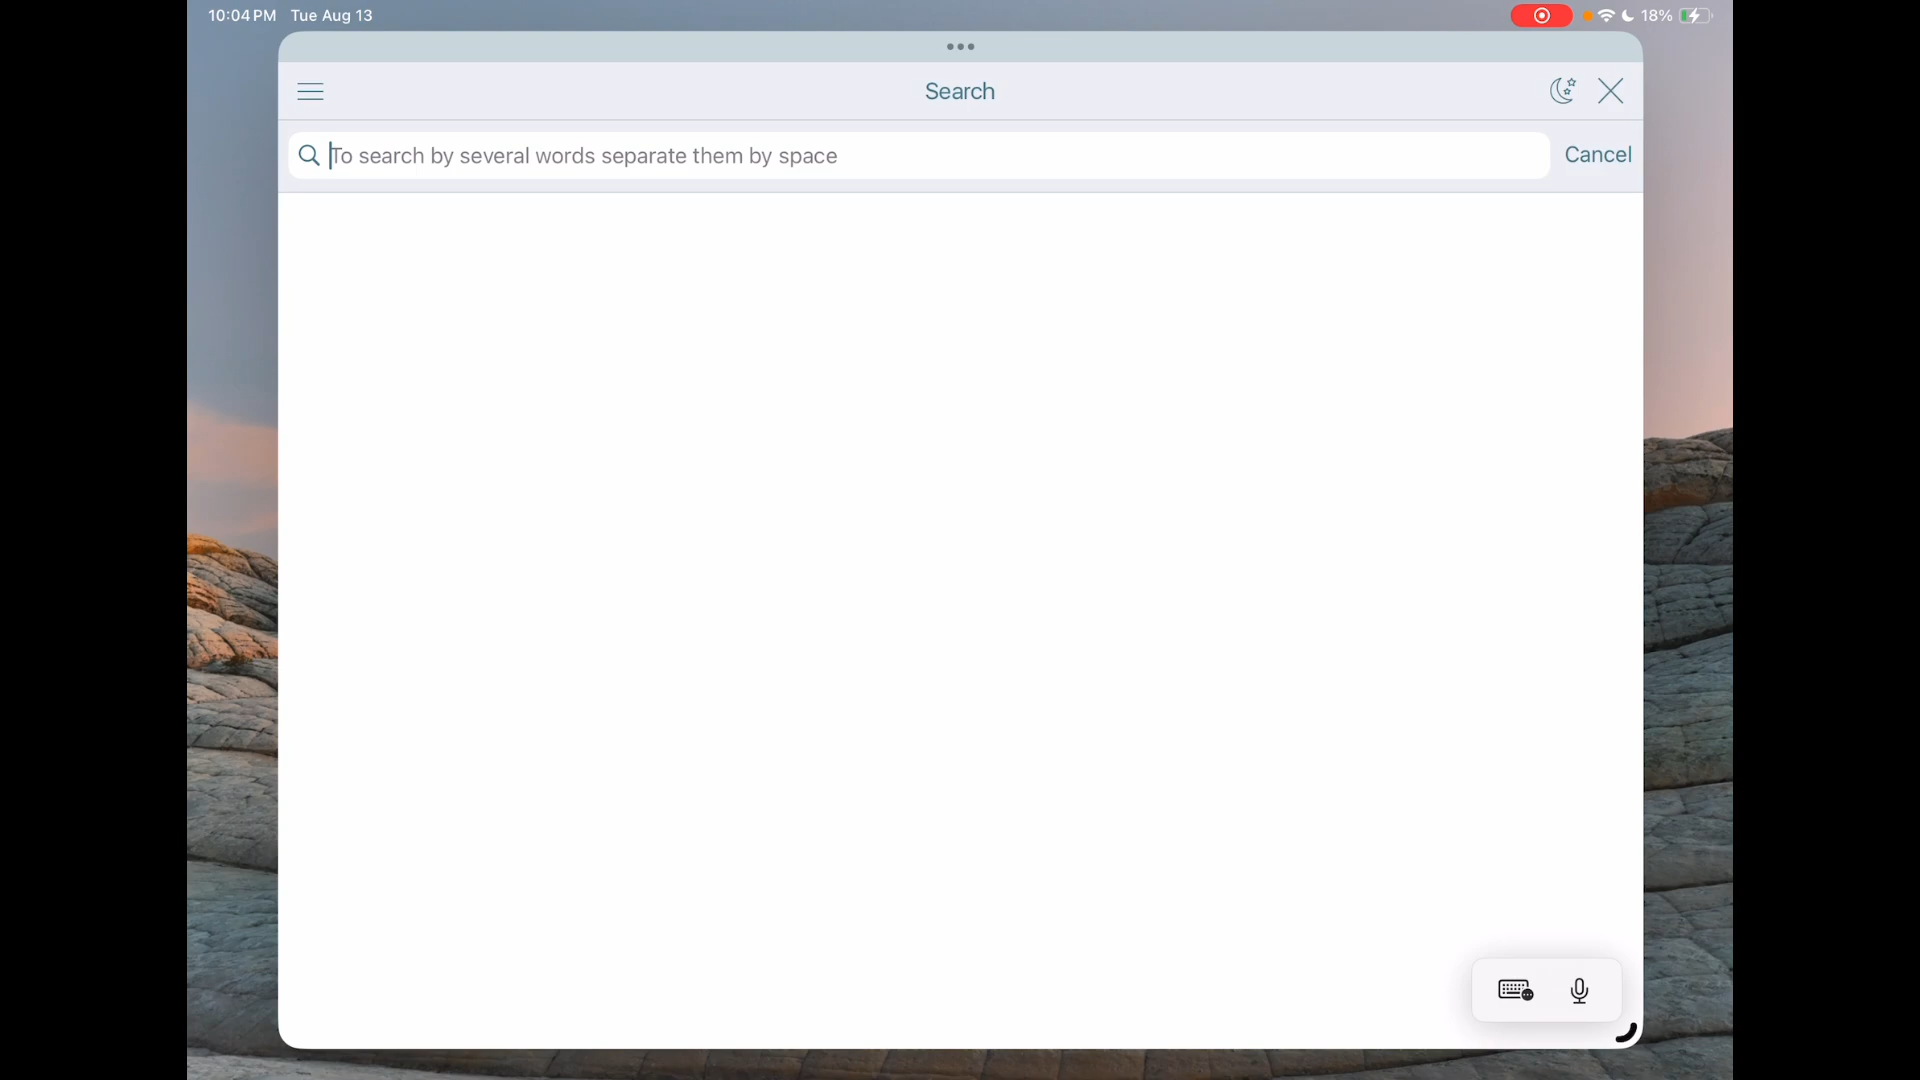 10:04 PM Tue Aug 13
18%
Search
To search by several words separate them by space
Cancel